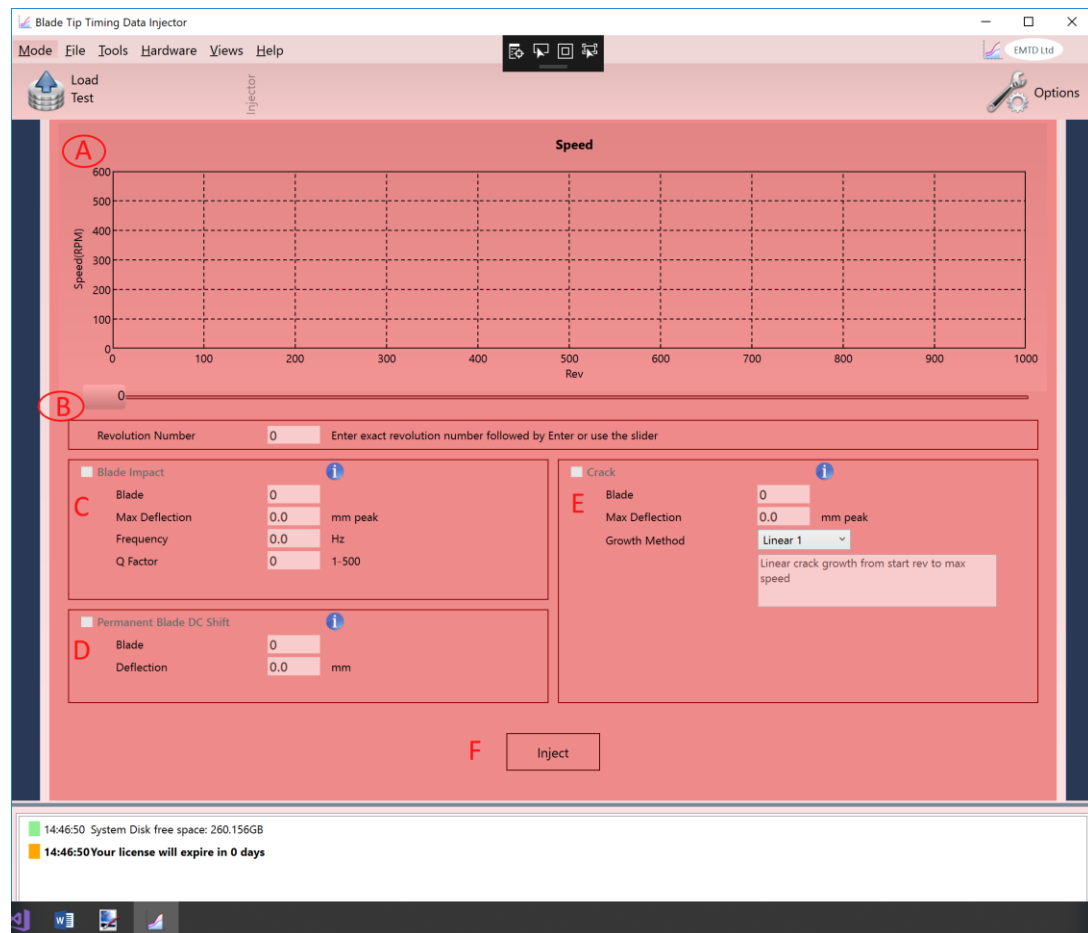 Blade Tip Timing Data Injector
Mode File Tools Hardware Views Help
EMTD Ltd
Load
Test
Injector
Options
A
Speed
600
500
400
300
200
100
0
Speed(RPM)
0 100 200 300 400 500 600 700 800 900 1000
Rev
B
0
Revolution Number 0 Enter exact revolution number followed by Enter or use the slider
Blade Impact
C
Blade 0
Max Deflection 0.0 mm peak
Frequency 0.0 Hz
Q Factor 0 1-500
Permanent Blade DC Shift
D
Blade 0
Deflection 0.0 mm
Crack
E
Blade 0
Max Deflection 0.0 mm peak
Growth Method Linear 1
Linear crack growth from start rev to max
speed
F
Inject
14:46:50 System Disk free space: 260.156GB
14:46:50 Your license will expire in 0 days